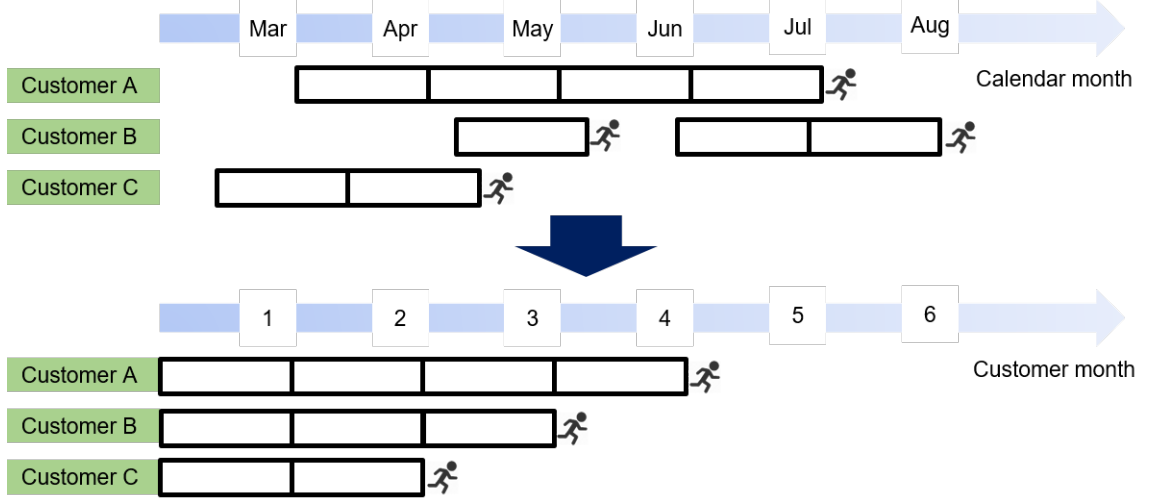 Mar Apr May Jun Jul Aug
Calendar month
Customer A
Customer B
Customer C
1 2 3 4 5 6
Customer month
Customer A
Customer B
Customer C